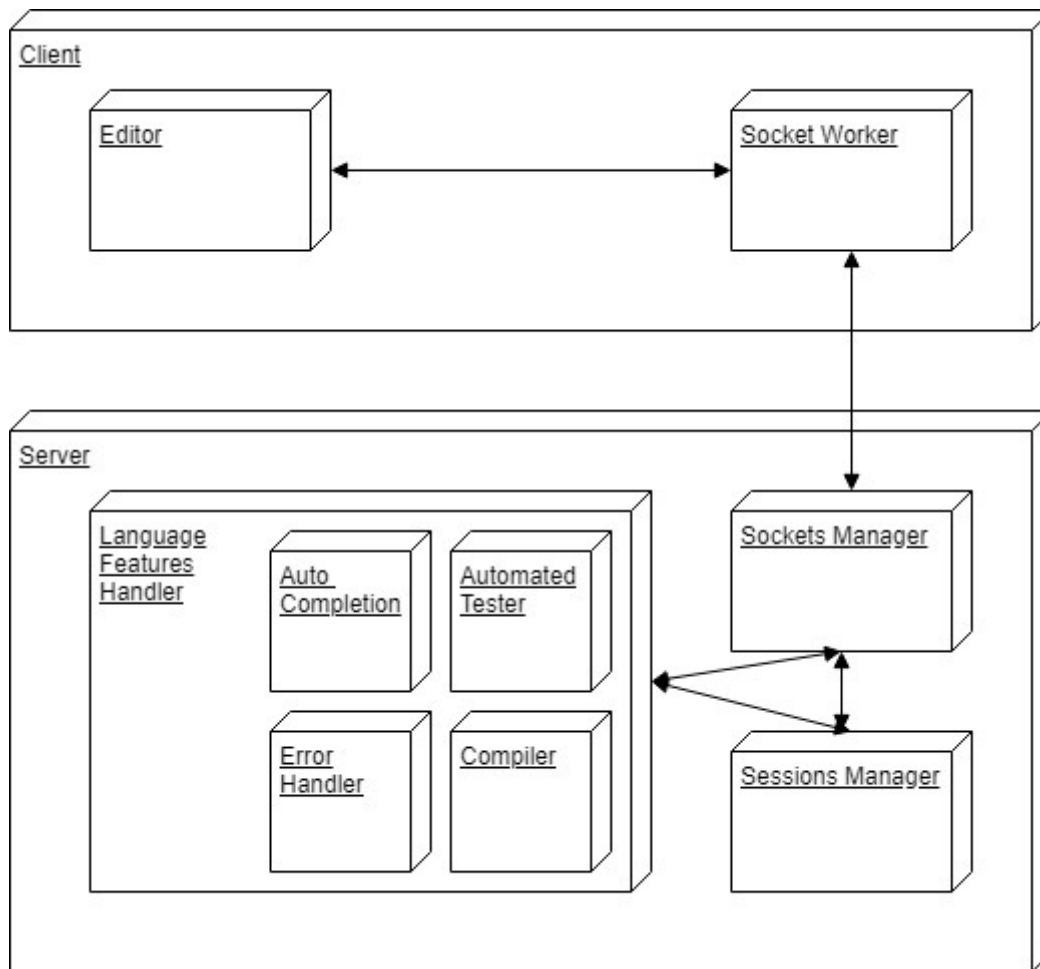 Client
Editor
Socket Worker
Server
Language
Features
Handler
Auto
Completion
Automated
Tester
Sockets Manager
Error
Handler
Compiler
Sessions Manager